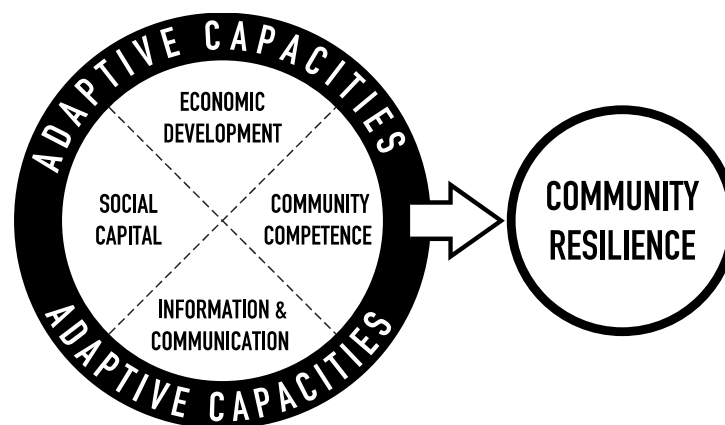 ADAPTIVE CAPACITIES
ECONOMIC
DEVELOPMENT
SOCIAL
CAPITAL
COMMUNITY
COMPETENCE
INFORMATION &
COMMUNICATION
ADAPTIVE CAPACITIES
COMMUNITY
RESILIENCE